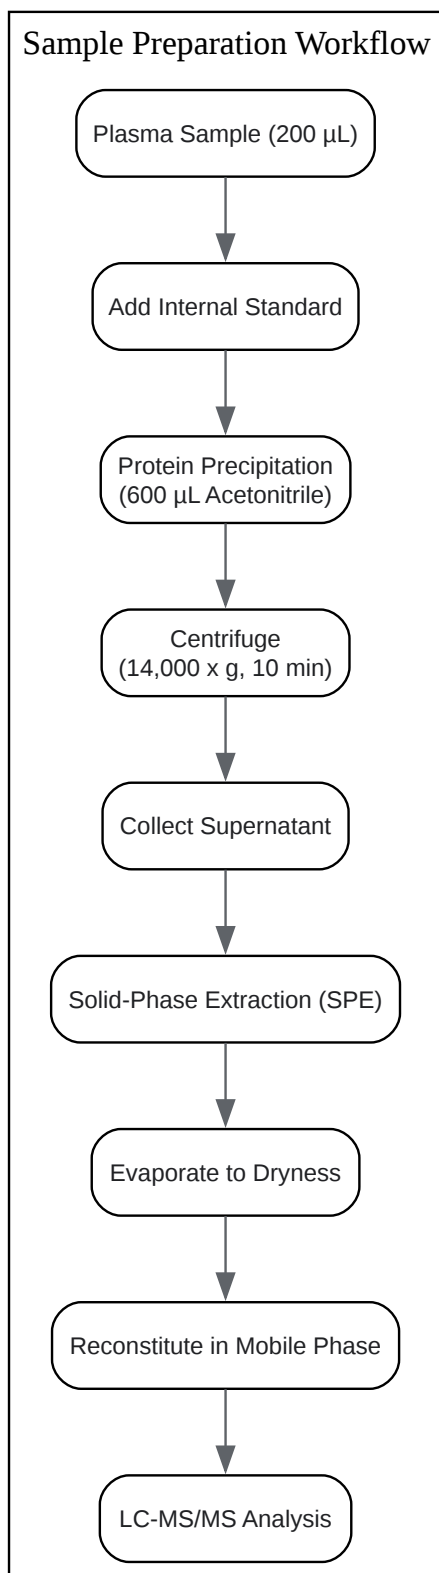 Sample Preparation Workflow
Plasma Sample (200 µL)
Add Internal Standard
Protein Precipitation
(600 µL Acetonitrile)
Centrifuge
(14,000 x g, 10 min)
Collect Supernatant
Solid-Phase Extraction (SPE)
Evaporate to Dryness
Reconstitute in Mobile Phase
LC-MS/MS Analysis